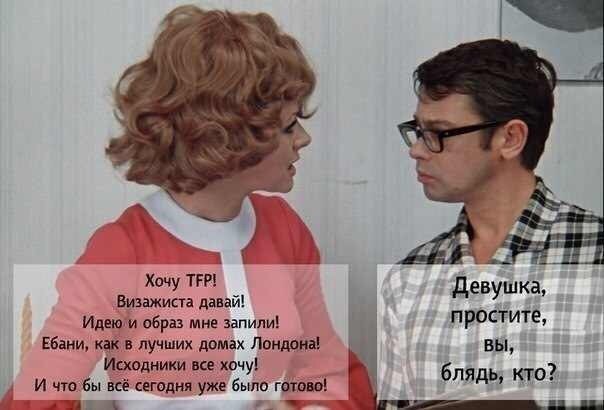 Хочу TFP!
Визажиста давай!
Идею и образ мне запили!
Ебани, как в лучших домах Лондона!
Исходники все хочу!
И что бы всё сегодня уже было готово!
Девушка,
простите,
вы,
блядь, кто?